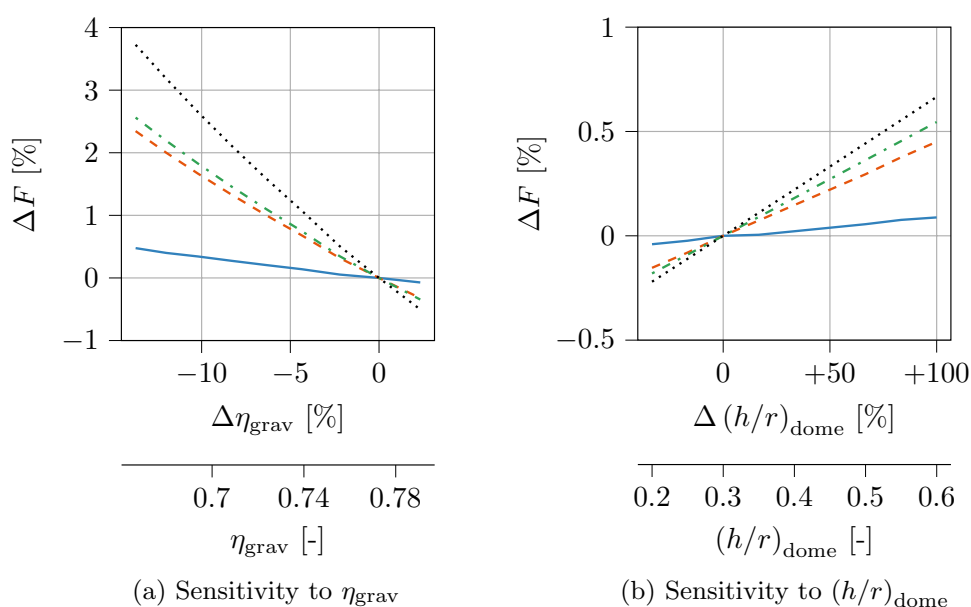 4
3
2
1
0
−1
ΔF [%]
−10 −5 0
Δη_grav [%]
0.7 0.74 0.78
η_grav [-]
(a) Sensitivity to η_grav
1
0.5
0
−0.5
ΔF [%]
0 +50 +100
Δ (h/r)_dome [%]
0.2 0.3 0.4 0.5 0.6
(h/r)_dome [-]
(b) Sensitivity to (h/r)_dome